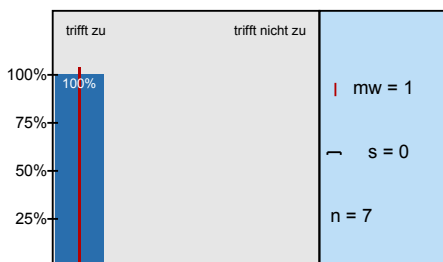 trifft zu trifft nicht zu
100%
100%
mw = 1
75%
50%
s = 0
25%
n = 7